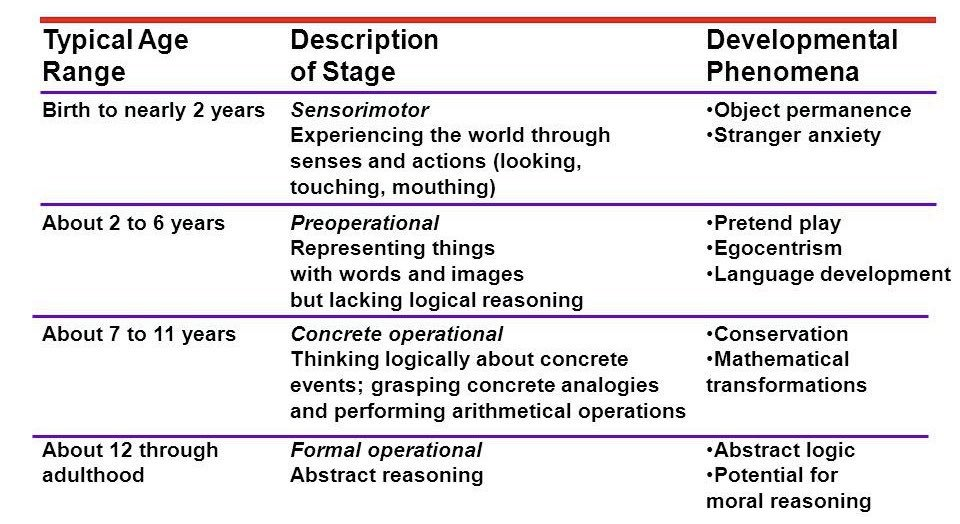 Typical Age Range
Description of Stage
Developmental Phenomena
Birth to nearly 2 years
Sensorimotor
Experiencing the world through
senses and actions (looking,
touching, mouthing)
•Object permanence
•Stranger anxiety
About 2 to 6 years
Preoperational
Representing things
with words and images
but lacking logical reasoning
•Pretend play
•Egocentrism
•Language development
About 7 to 11 years
Concrete operational
Thinking logically about concrete
events; grasping concrete analogies
and performing arithmetical operations
•Conservation
•Mathematical
transformations
About 12 through
adulthood
Formal operational
Abstract reasoning
•Abstract logic
•Potential for
moral reasoning